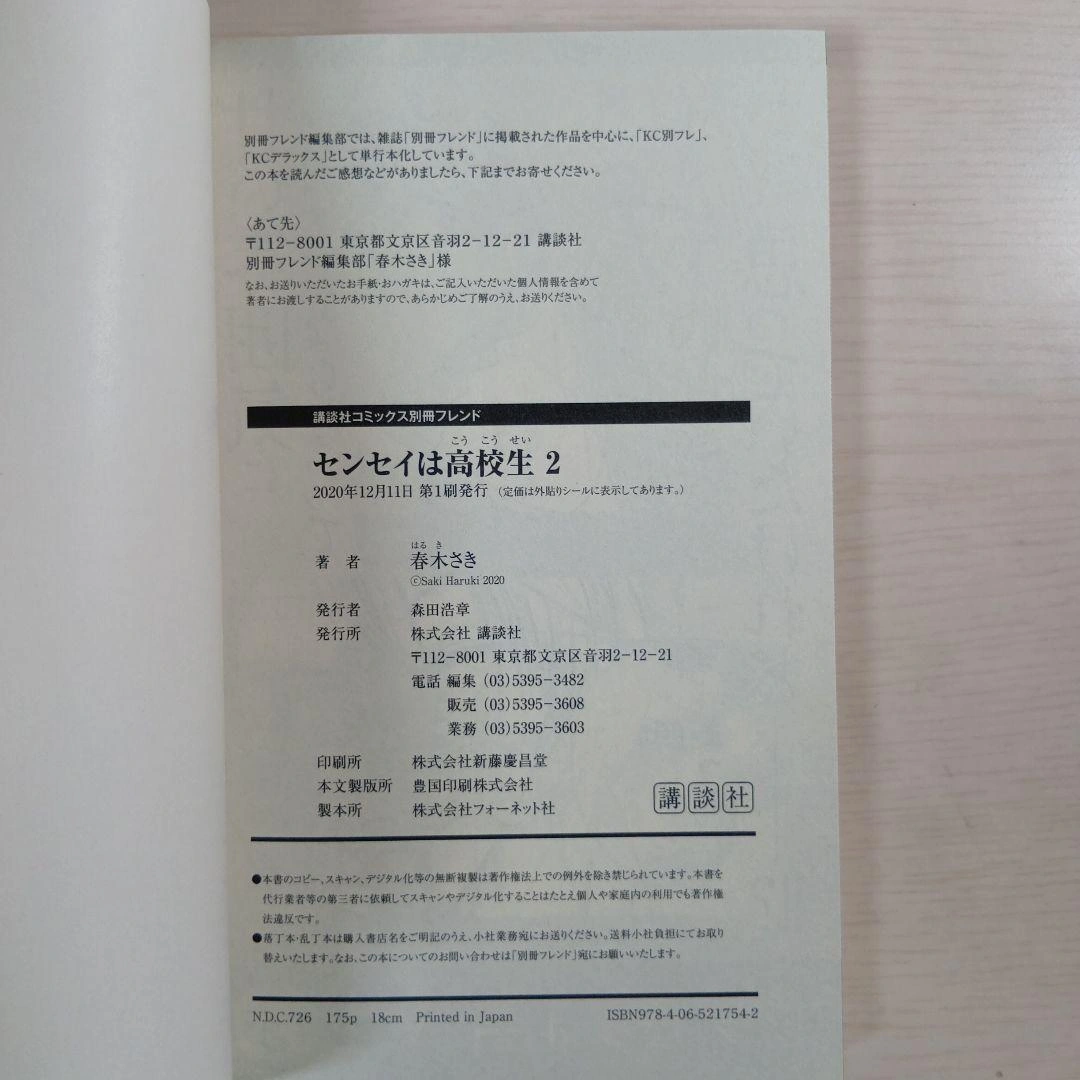 別冊フレンド編集部では、雑誌「別冊フレンド」に掲載された作品を中心に、「KC別フレ」、
「KCデラックス」として単行本化しています。
この本を読んだご感想などがありましたら、下記までお寄せください。
〈あて先〉
〒112-8001 東京都文京区音羽2-12-21 講談社
別冊フレンド編集部「春木さき」様
なお、お送りいただいたお手紙・おハガキは、ご記入いただいた個人情報を含めて
著者にお渡しすることがありますので、あらかじめご了解のうえ、お送りください。
講談社コミックス別冊フレンド
こう こう せい
センセイは高校生 2
2020年12月11日 第1刷発行 (定価は外貼りシールに表示してあります。)
はる き
著 者 春木さき
©Saki Haruki 2020
発行者 森田浩章
発行所 株式会社 講談社
〒112-8001 東京都文京区音羽2-12-21
電話 編集 (03)5395-3482
販売 (03)5395-3608
業務 (03)5395-3603
印刷所 株式会社新藤慶昌堂
本文製版所 豊国印刷株式会社
製本所 株式会社フォーネット社
講談社
●本書のコピー、スキャン、デジタル化等の無断複製は著作権法上での例外を除き禁じられています。本書を
代行業者等の第三者に依頼してスキャンやデジタル化することはたとえ個人や家庭内の利用でも著作権
法違反です。
●落丁本・乱丁本は購入書店名をご明記のうえ、小社業務宛にお送りください。送料小社負担にてお取り
替えいたします。なお、この本についてのお問い合わせは「別冊フレンド」宛にお願いいたします。
N.D.C.726 175p 18cm Printed in Japan ISBN978-4-06-521754-2